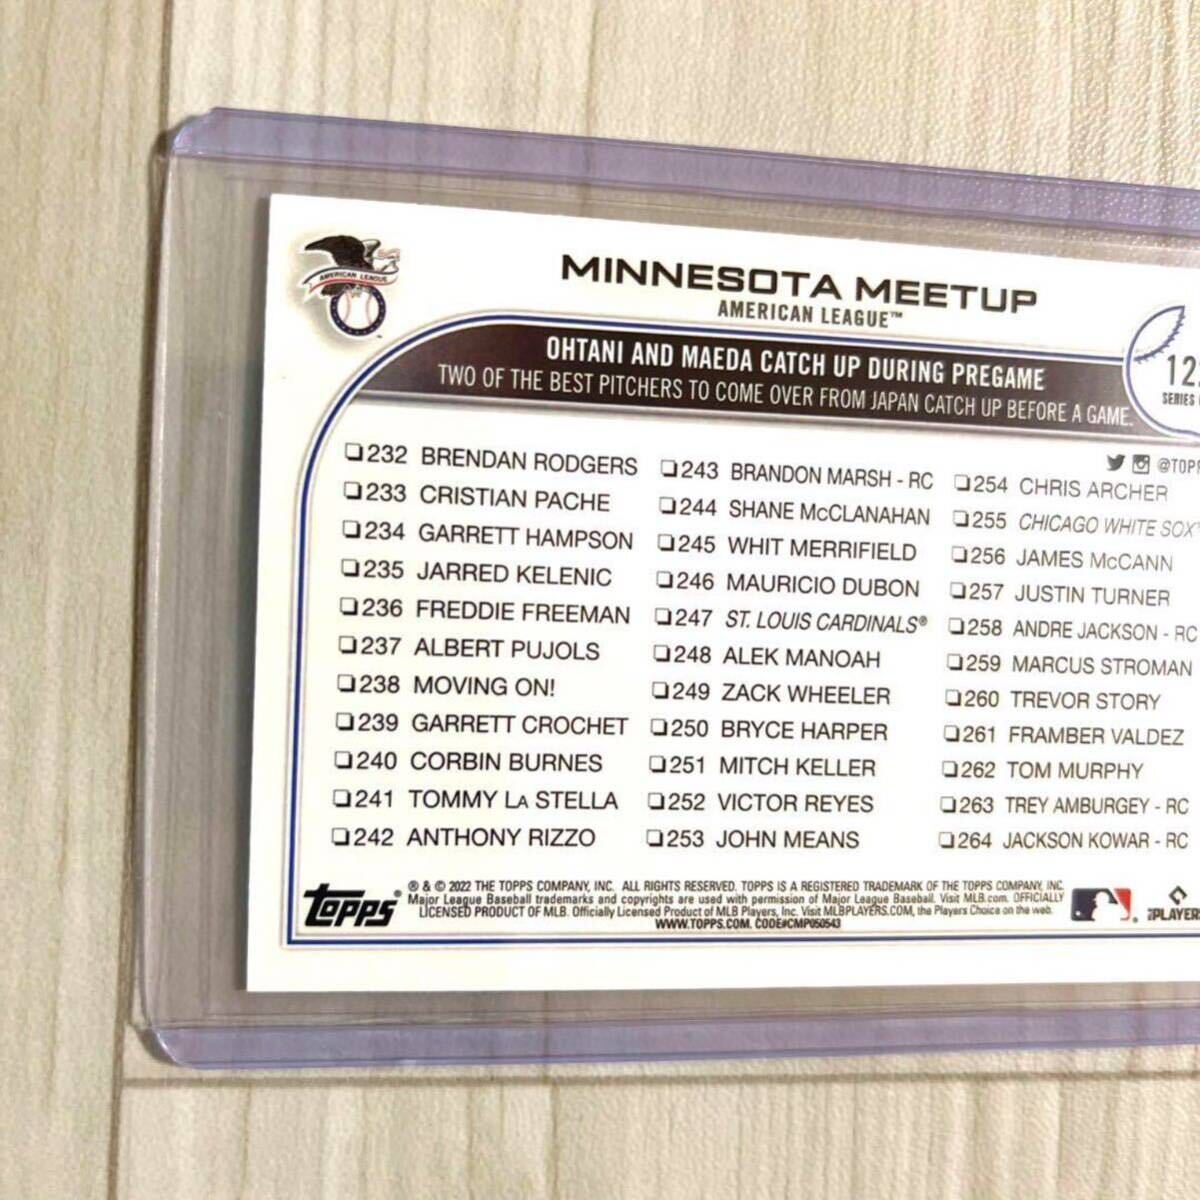 AMERICAN LEAGUE
MINNESOTA MEETUP
AMERICAN LEAGUE™
OHTANI AND MAEDA CATCH UP DURING PREGAME
TWO OF THE BEST PITCHERS TO COME OVER FROM JAPAN CATCH UP BEFORE A GAME.
SERIES
❏232 BRENDAN RODGERS
❏233 CRISTIAN PACHE
❏234 GARRETT HAMPSON
❏235 JARRED KELENIC
❏236 FREDDIE FREEMAN
❏237 ALBERT PUJOLS
❏238 MOVING ON!
❏239 GARRETT CROCHET
❏240 CORBIN BURNES
❏241 TOMMY LA STELLA
❏242 ANTHONY RIZZO
❏243 BRANDON MARSH - RC
❏244 SHANE McCLANAHAN
❏245 WHIT MERRIFIELD
❏246 MAURICIO DUBON
❏247 ST. LOUIS CARDINALS®
❏248 ALEK MANOAH
❏249 ZACK WHEELER
❏250 BRYCE HARPER
❏251 MITCH KELLER
❏252 VICTOR REYES
❏253 JOHN MEANS
❏254 CHRIS ARCHER
❏255 CHICAGO WHITE SOX
❏256 JAMES McCANN
❏257 JUSTIN TURNER
❏258 ANDRE JACKSON - RC
❏259 MARCUS STROMAN
❏260 TREVOR STORY
❏261 FRAMBER VALDEZ
❏262 TOM MURPHY
❏263 TREY AMBURGEY - RC
❏264 JACKSON KOWAR - RC
topps®
® & © 2022 THE TOPPS COMPANY, INC. ALL RIGHTS RESERVED. TOPPS IS A REGISTERED TRADEMARK OF THE TOPPS COMPANY, INC.
Major League Baseball trademarks and copyrights are used with permission of Major League Baseball. Visit MLB.com. OFFICIALLY
LICENSED PRODUCT OF MLB. Officially Licensed Product of MLB Players, Inc. Visit MLBPLAYERS.COM, the Players Choice on the web.
WWW.TOPPS.COM. CODE#CMP050543